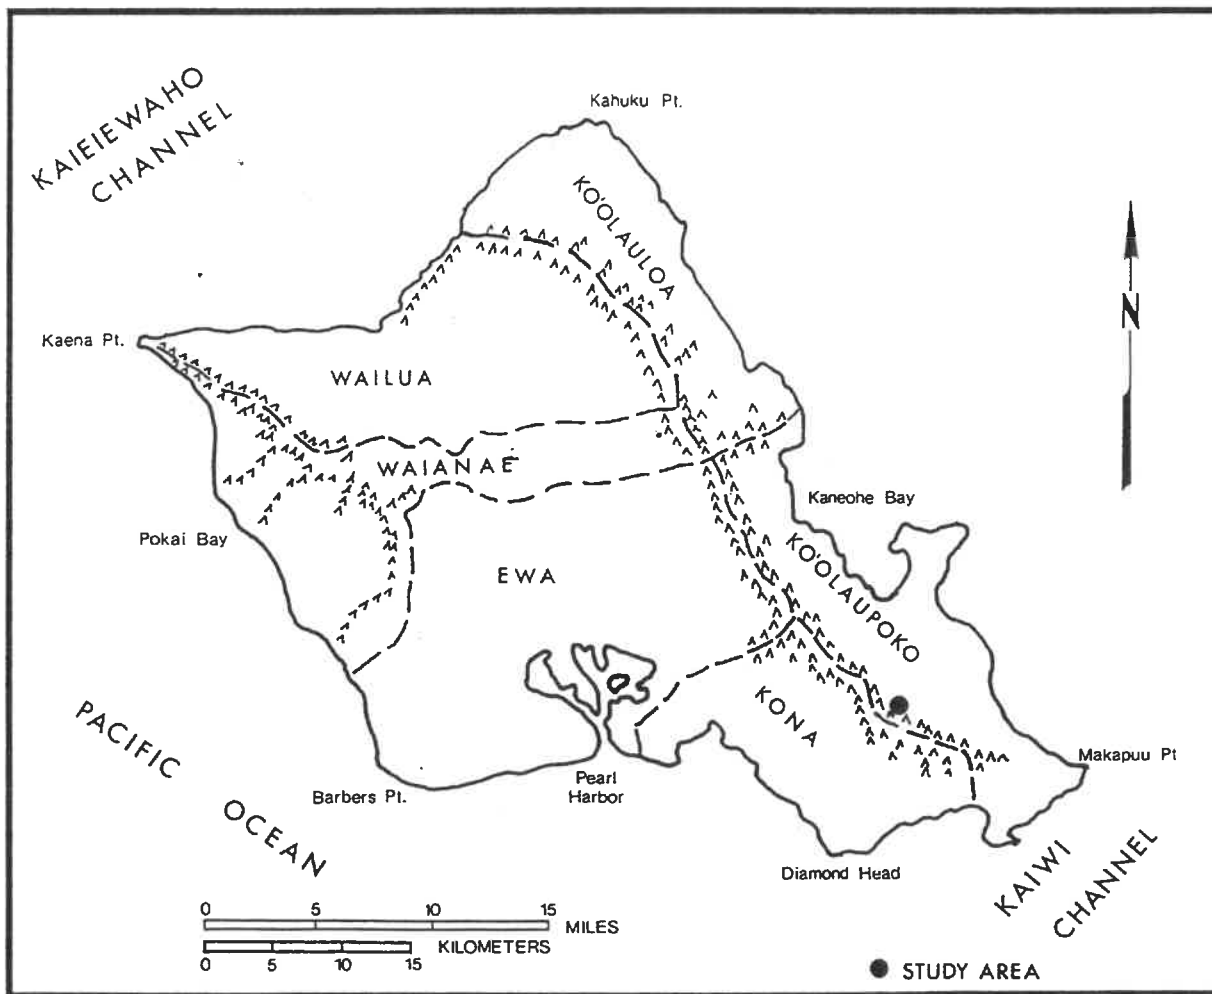 KAIEIEWAHO
CHANNEL
Kahuku Pt.
KO'OLAULOA
N
Kaena Pt.
WAILUA
WAIANAE
Kaneohe Bay
Pokai Bay
EWA
KO'OLAUPOKO
KONA
PACIFIC
OCEAN
Makapuu Pt
Pearl
Harbor
Barbers Pt.
Diamond Head
KAIWI
CHANNEL
0 5 10 15
MILES
KILOMETERS
0 5 10 15
STUDY AREA